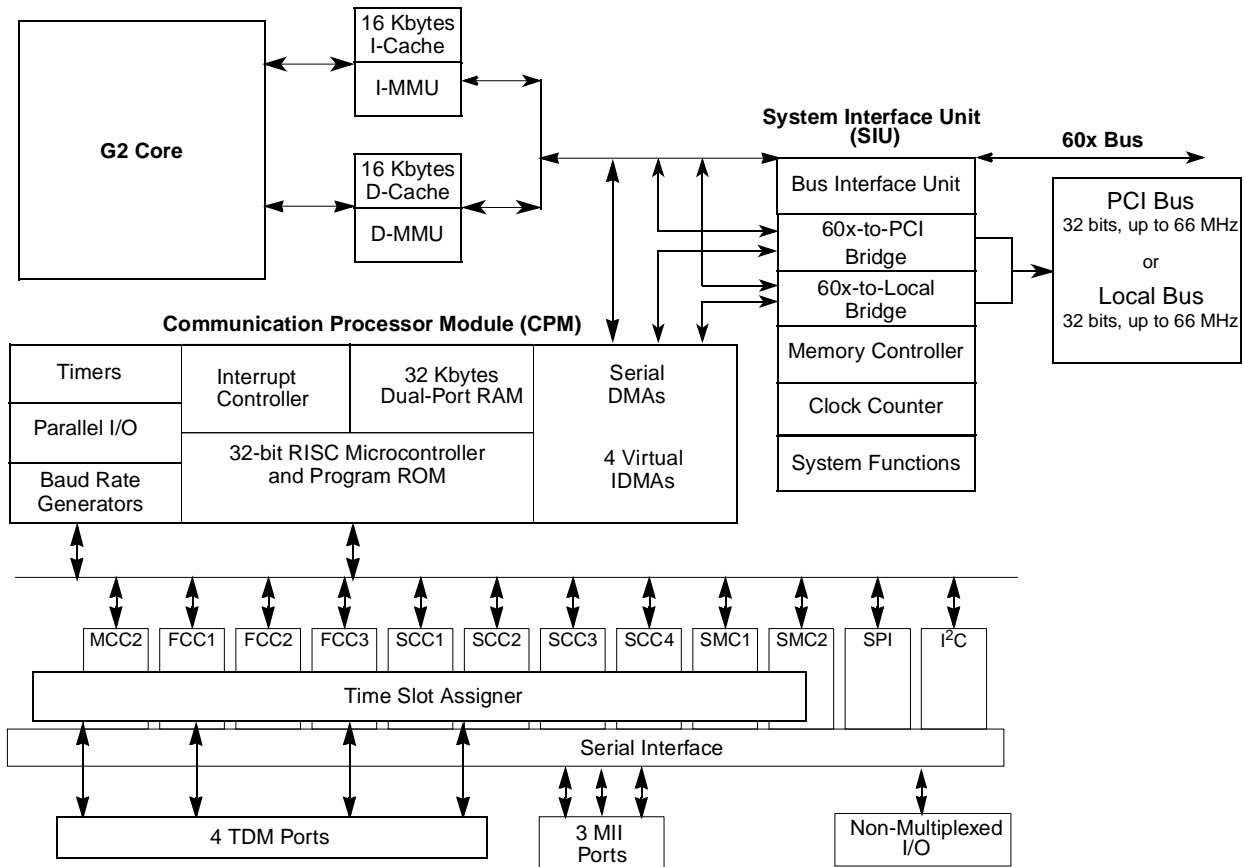 16 Kbytes
I-Cache
I-MMU
G2 Core
16 Kbytes
D-Cache
D-MMU
System Interface Unit
(SIU)
60x Bus
Bus Interface Unit
60x-to-PCI
Bridge
60x-to-Local
Bridge
Memory Controller
Clock Counter
System Functions
PCI Bus
32 bits, up to 66 MHz
or
Local Bus
32 bits, up to 66 MHz
Communication Processor Module (CPM)
Timers
Parallel I/O
Baud Rate
Generators
Interrupt
Controller
32 Kbytes
Dual-Port RAM
32-bit RISC Microcontroller
and Program ROM
Serial
DMAs
4 Virtual
IDMAs
MCC2 FCC1 FCC2 FCC3 SCC1 SCC2 SCC3 SCC4 SMC1 SMC2 SPI I²C
Time Slot Assigner
Serial Interface
4 TDM Ports
3 MII
Ports
Non-Multiplexed
I/O